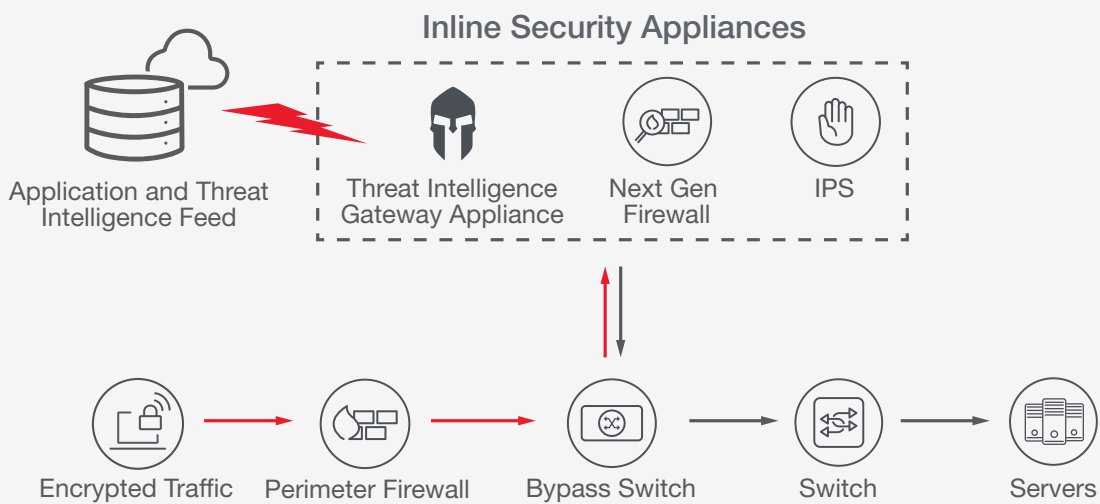 Inline Security Appliances
Application and Threat
Intelligence Feed
Threat Intelligence
Gateway Appliance
Next Gen
Firewall
IPS
Encrypted Traffic
Perimeter Firewall
Bypass Switch
Switch
Servers